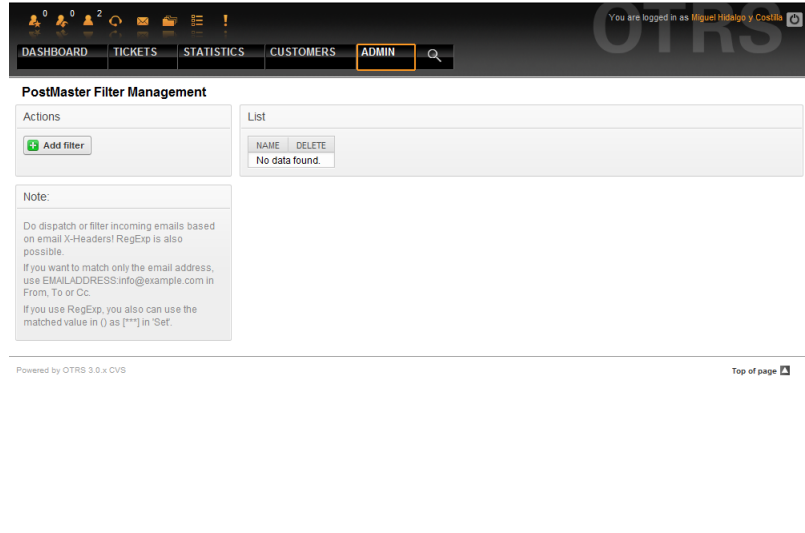 OTRS
0 0 2
You are logged in as Miguel Hidalgo y Costilla
DASHBOARD TICKETS STATISTICS CUSTOMERS ADMIN
PostMaster Filter Management
Actions
Add filter
List
NAME DELETE
No data found.
Note:
Do dispatch or filter incoming emails based
on email X-Headers! RegExp is also
possible.
If you want to match only the email address,
use EMAILADDRESS:info@example.com in
From, To or Cc.
If you use RegExp, you also can use the
matched value in () as [***] in 'Set'.
Powered by OTRS 3.0.x CVS
Top of page